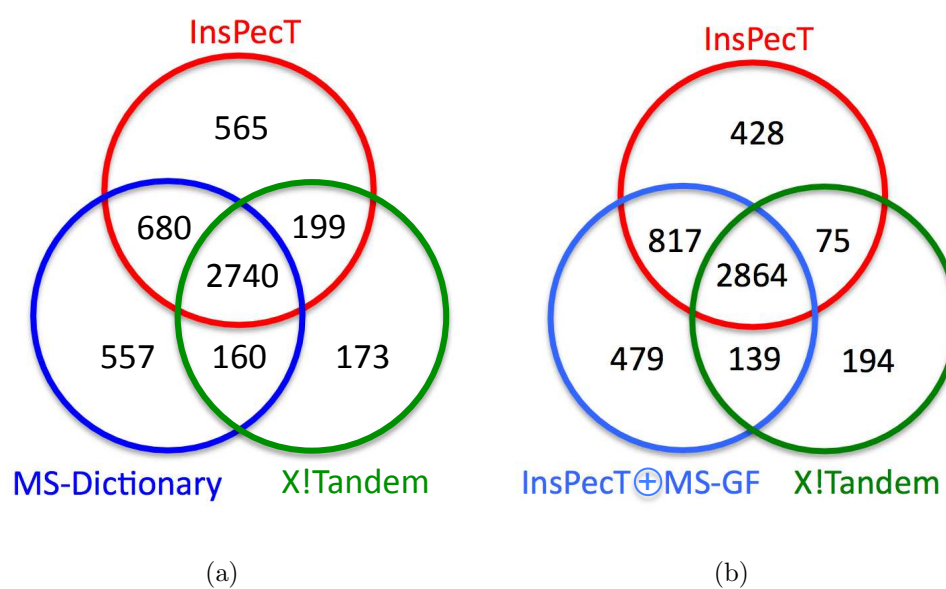 InsPecT
565
680
199
2740
557
160
173
MS-Dictionary
X!Tandem
(a)
InsPecT
428
817
75
2864
479
139
194
InsPecT⊕MS-GF
X!Tandem
(b)